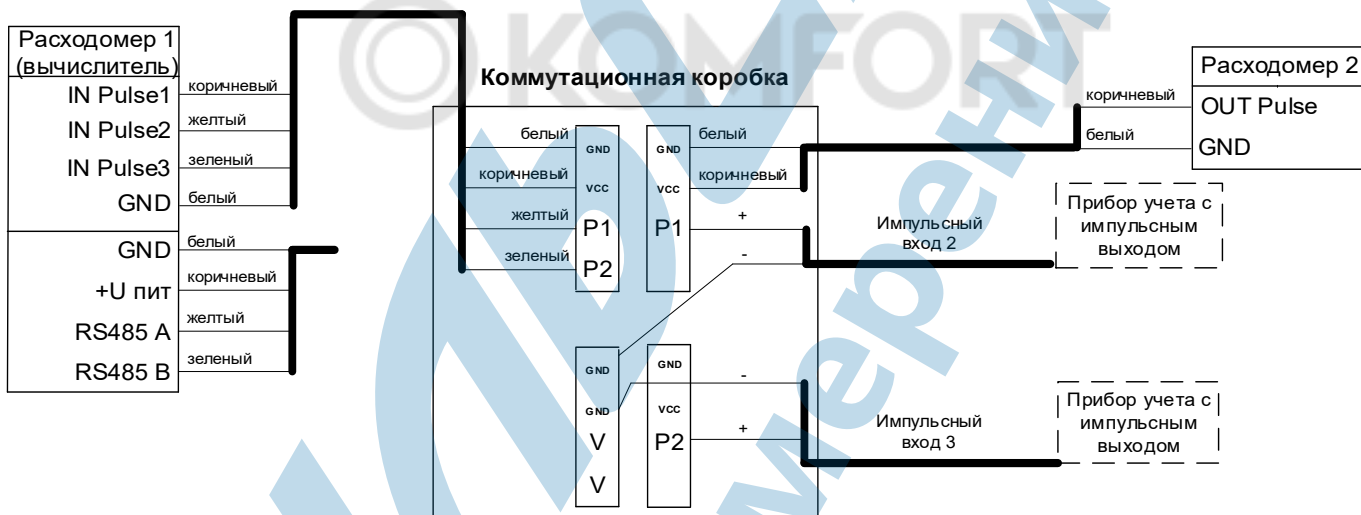 KOMFORT
Расходомер 1
(вычислитель)
IN Pulse1
коричневый
IN Pulse2
желтый
IN Pulse3
зеленый
GND
белый
GND
белый
+U пит
коричневый
RS485 A
желтый
RS485 B
зеленый
Коммутационная коробка
белый
GND
коричневый
VCC
желтый
P1
зеленый
P2
GND
белый
VCC
коричневый
P1
+
-
Импульсный
вход 2
GND
GND
V
V
GND
VCC
P2
-
+
Импульсный
вход 3
Расходомер 2
коричневый
OUT Pulse
белый
GND
Прибор учета с
импульсным
выходом
Прибор учета с
импульсным
выходом